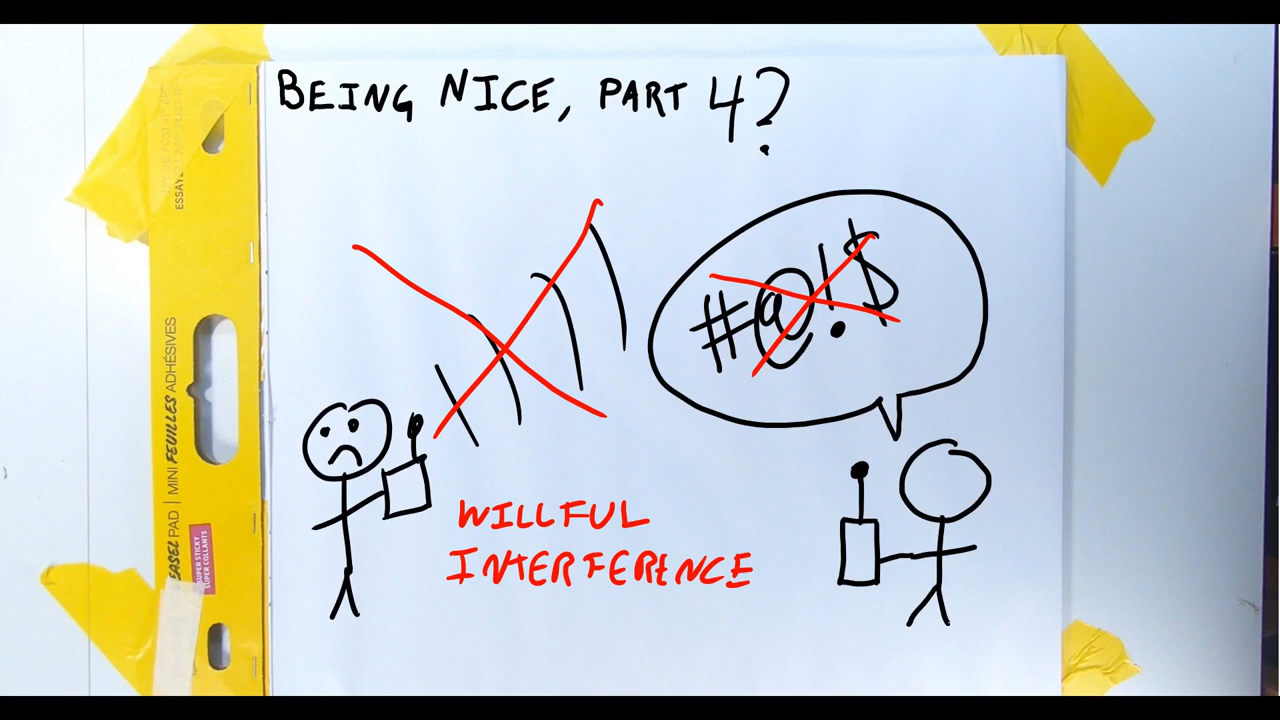 BEING NICE, PART 4?
#@!$
WILLFUL
INTERFERENCE
EASEL PAD | MINI FEUILLES ADHÉSIVES
SUPER STICKY
SUPER COLLANTS